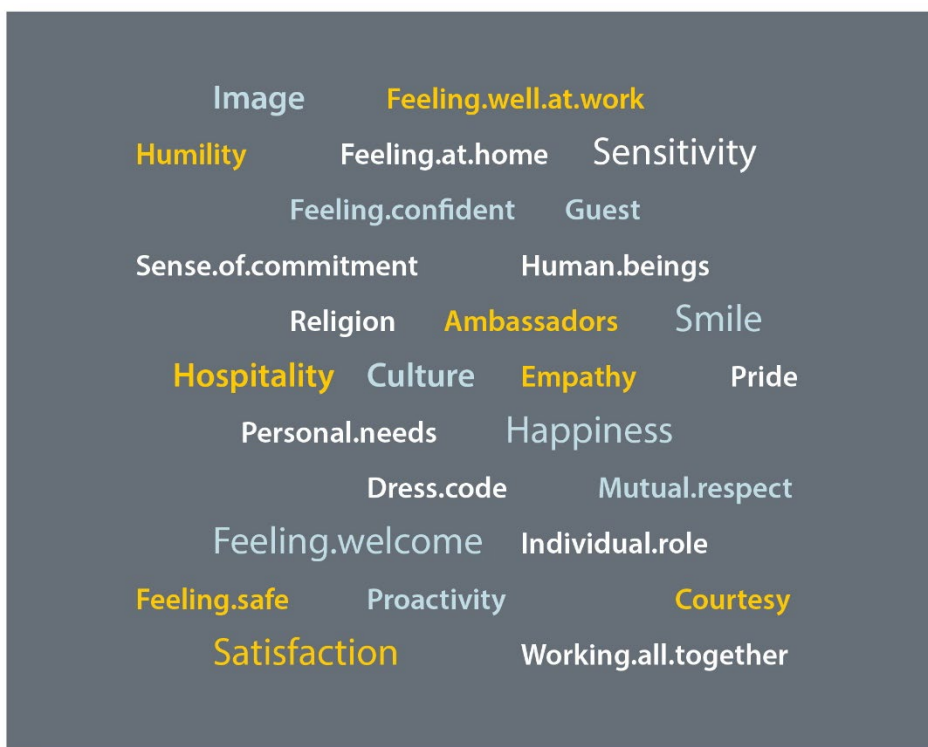 Image Feeling.well.at.work
Humility Feeling.at.home Sensitivity
Feeling.confident Guest
Sense.of.commitment Human.beings
Religion Ambassadors Smile
Hospitality Culture Empathy Pride
Personal.needs Happiness
Dress.code Mutual.respect
Feeling.welcome Individual.role
Feeling.safe Proactivity Courtesy
Satisfaction Working.all.together